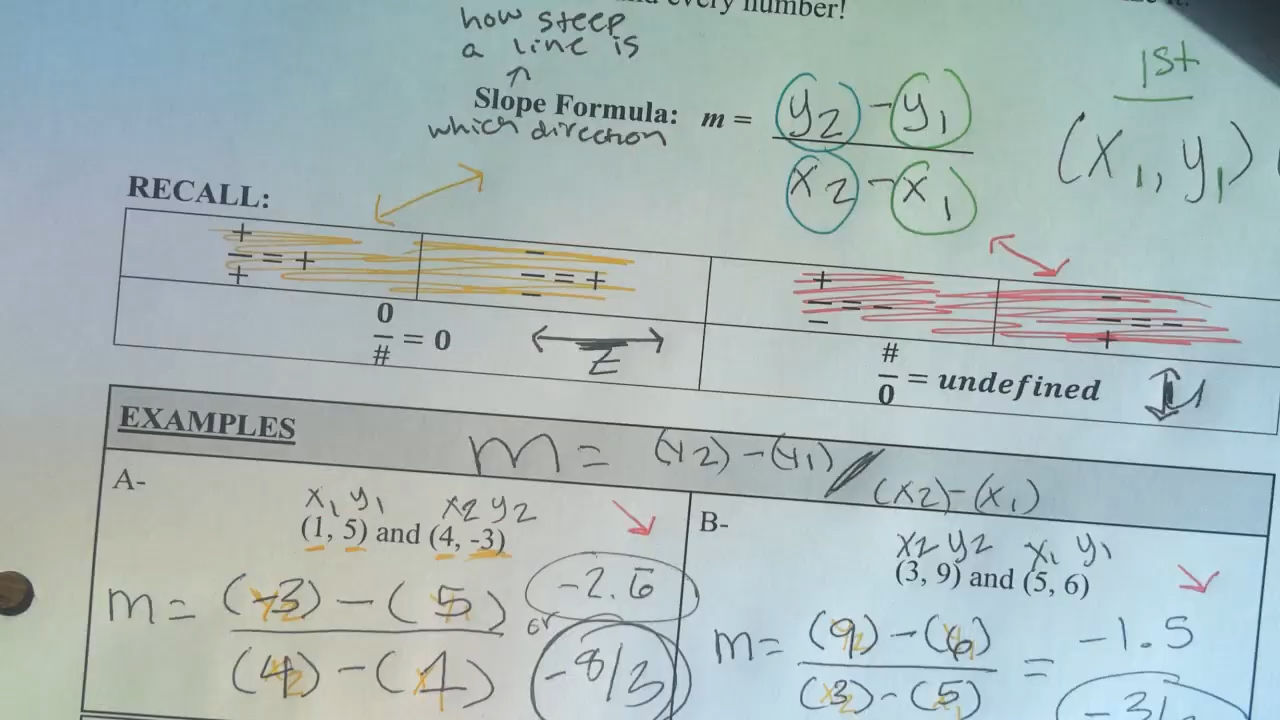 every number!
how steep
a line is
↑
Slope Formula: m = y2 - y1 / x2 - x1
which direction
1st
(x1, y1)
RECALL:
+/+ = +
-/- = +
+/- = -
-/+ = -
0/# = 0
Z
#/0 = undefined
U
EXAMPLES
m = (y2) - (y1) / (x2) - (x1)
A-
x1 y1 x2 y2
(1, 5) and (4, -3)
m = (-3) - (5) / (4) - (1)
-2.6
or
-8/3
B-
x2 y2 x1 y1
(3, 9) and (5, 6)
m = (9) - (6) / (3) - (5) = -1.5